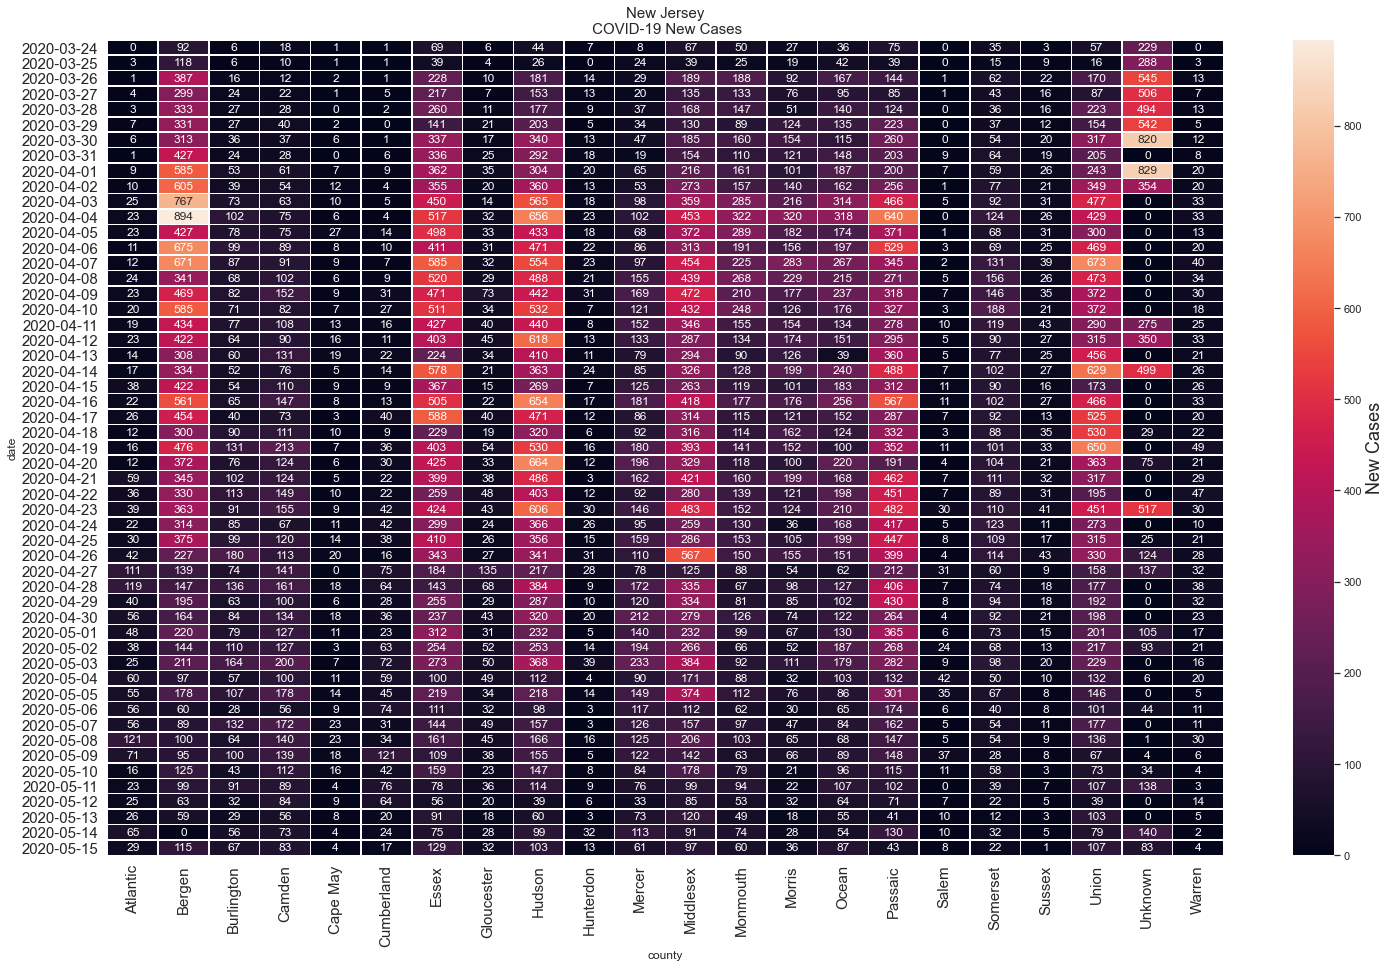 New Jersey
COVID-19 New Cases
2020-03-24 0 92 6 18 1 1 69 6 44 7 8 67 50 27 36 75 0 35 3 57 229 0
2020-03-25 3 118 6 10 1 1 39 4 26 0 24 39 25 19 42 39 0 15 9 16 288 3
2020-03-26 1 387 16 12 2 1 228 10 181 14 29 189 188 92 167 144 1 62 22 170 545 13
2020-03-27 4 299 24 22 1 5 217 7 153 13 20 135 133 76 95 85 1 43 16 87 506 7
2020-03-28 3 333 27 28 0 2 260 11 177 9 37 168 147 51 140 124 0 36 16 223 494 13
2020-03-29 7 331 27 40 2 0 141 21 203 5 34 130 89 124 135 223 0 37 12 154 542 5
2020-03-30 6 313 36 37 6 1 337 17 340 13 47 185 160 154 115 260 0 54 20 317 820 12
2020-03-31 1 427 24 28 0 6 336 25 292 18 19 154 110 121 148 203 9 64 19 205 0 8
2020-04-01 9 585 53 61 7 9 362 35 304 20 65 216 161 101 187 200 7 59 26 243 829 20
2020-04-02 10 605 39 54 12 4 355 20 360 13 53 273 157 140 162 256 1 77 21 349 354 20
2020-04-03 25 767 73 63 10 5 450 14 565 18 98 359 285 216 314 466 5 92 31 477 0 33
2020-04-04 23 894 102 75 6 4 517 32 656 23 102 453 322 320 318 640 0 124 26 429 0 33
2020-04-05 23 427 78 75 27 14 498 33 433 18 68 372 289 182 174 371 1 68 31 300 0 13
2020-04-06 11 675 99 89 8 10 411 31 471 22 86 313 191 156 197 529 3 69 25 469 0 20
2020-04-07 12 671 87 91 9 7 585 32 554 23 97 454 225 283 267 345 2 131 39 673 0 40
2020-04-08 24 341 68 102 6 9 520 29 488 21 155 439 268 229 215 271 5 156 26 473 0 34
2020-04-09 23 469 82 152 9 31 471 73 442 31 169 472 210 177 237 318 7 146 35 372 0 30
2020-04-10 20 585 71 82 7 27 511 34 532 7 121 432 248 126 176 327 3 188 21 372 0 18
2020-04-11 19 434 77 108 13 16 427 40 440 8 152 346 155 154 134 278 10 119 43 290 275 25
2020-04-12 23 422 64 90 16 11 403 45 618 13 133 287 134 174 151 295 5 90 27 315 350 33
2020-04-13 14 308 60 131 19 22 224 34 410 11 79 294 90 126 39 360 5 77 25 456 0 21
2020-04-14 17 334 52 76 5 14 578 21 363 24 85 326 128 199 240 488 7 102 27 629 499 26
2020-04-15 38 422 54 110 9 9 367 15 269 7 125 263 119 101 183 312 11 90 16 173 0 26
2020-04-16 22 561 65 147 8 13 505 22 654 17 181 418 177 176 256 567 11 102 27 466 0 33
2020-04-17 26 454 40 73 3 40 588 40 471 12 86 314 115 121 152 287 7 92 13 525 0 20
2020-04-18 12 300 90 111 10 9 229 19 320 6 92 316 114 162 124 332 3 88 35 530 29 22
2020-04-19 16 476 131 213 7 36 403 54 530 16 180 393 141 152 100 352 11 101 33 650 0 49
2020-04-20 12 372 76 124 6 30 425 33 664 12 196 329 118 100 220 191 4 104 21 363 75 21
2020-04-21 59 345 102 124 5 22 399 38 486 3 162 421 160 199 168 462 7 111 32 317 0 29
2020-04-22 36 330 113 149 10 22 259 48 403 12 92 280 139 121 198 451 7 89 31 195 0 47
2020-04-23 39 363 91 155 9 42 424 43 606 30 146 483 152 124 210 482 30 110 41 451 517 30
2020-04-24 22 314 85 67 11 42 299 24 366 26 95 259 130 36 168 417 5 123 11 273 0 10
2020-04-25 30 375 99 120 14 38 410 26 356 15 159 286 153 105 199 447 8 109 17 315 25 21
2020-04-26 42 227 180 113 20 16 343 27 341 31 110 567 150 155 151 399 4 114 43 330 124 28
2020-04-27 111 139 74 141 0 75 184 135 217 28 78 125 88 54 62 212 31 60 9 158 137 32
2020-04-28 119 147 136 161 18 64 143 68 384 9 172 335 67 98 127 406 7 74 18 177 0 38
2020-04-29 40 195 63 100 6 28 255 29 287 10 120 334 81 85 102 430 8 94 18 192 0 32
2020-04-30 56 164 84 134 18 36 237 43 320 20 212 279 126 74 122 264 4 92 21 198 0 23
2020-05-01 48 220 79 127 11 23 312 31 232 5 140 232 99 67 130 365 6 73 15 201 105 17
2020-05-02 38 144 110 127 3 63 254 52 253 14 194 266 66 52 187 268 24 68 13 217 93 21
2020-05-03 25 211 164 200 7 72 273 50 368 39 233 384 92 111 179 282 9 98 20 229 0 16
2020-05-04 60 97 57 100 11 59 100 49 112 4 90 171 88 32 103 132 42 50 10 132 6 20
2020-05-05 55 178 107 178 14 45 219 34 218 14 149 374 112 76 86 301 35 67 8 146 0 5
2020-05-06 56 60 28 56 9 74 111 32 98 3 117 112 62 30 65 174 6 40 8 101 44 11
2020-05-07 56 89 132 172 23 31 144 49 157 3 126 157 97 47 84 162 5 54 11 177 0 11
2020-05-08 121 100 64 140 23 34 161 45 166 16 125 206 103 65 68 147 5 54 9 136 1 30
2020-05-09 71 95 100 139 18 121 109 38 155 5 122 142 63 66 89 148 37 28 8 67 4 6
2020-05-10 16 125 43 112 16 42 159 23 147 8 84 178 79 21 96 115 11 58 3 73 34 4
2020-05-11 23 99 91 89 4 76 78 36 114 9 76 99 94 22 107 102 0 39 7 107 138 3
2020-05-12 25 63 32 84 9 64 56 20 39 6 33 85 53 32 64 71 7 22 5 39 0 14
2020-05-13 26 59 29 56 8 20 91 18 60 3 73 120 49 18 55 41 10 12 3 103 0 5
2020-05-14 65 0 56 73 4 24 75 28 99 32 113 91 74 28 54 130 10 32 5 79 140 2
2020-05-15 29 115 67 83 4 17 129 32 103 13 61 97 60 36 87 43 8 22 1 107 83 4
date
Atlantic Bergen Burlington Camden Cape May Cumberland Essex Gloucester Hudson Hunterdon Mercer Middlesex Monmouth Morris Ocean Passaic Salem Somerset Sussex Union Unknown Warren
county
800
700
600
500
400
300
200
100
0
New Cases